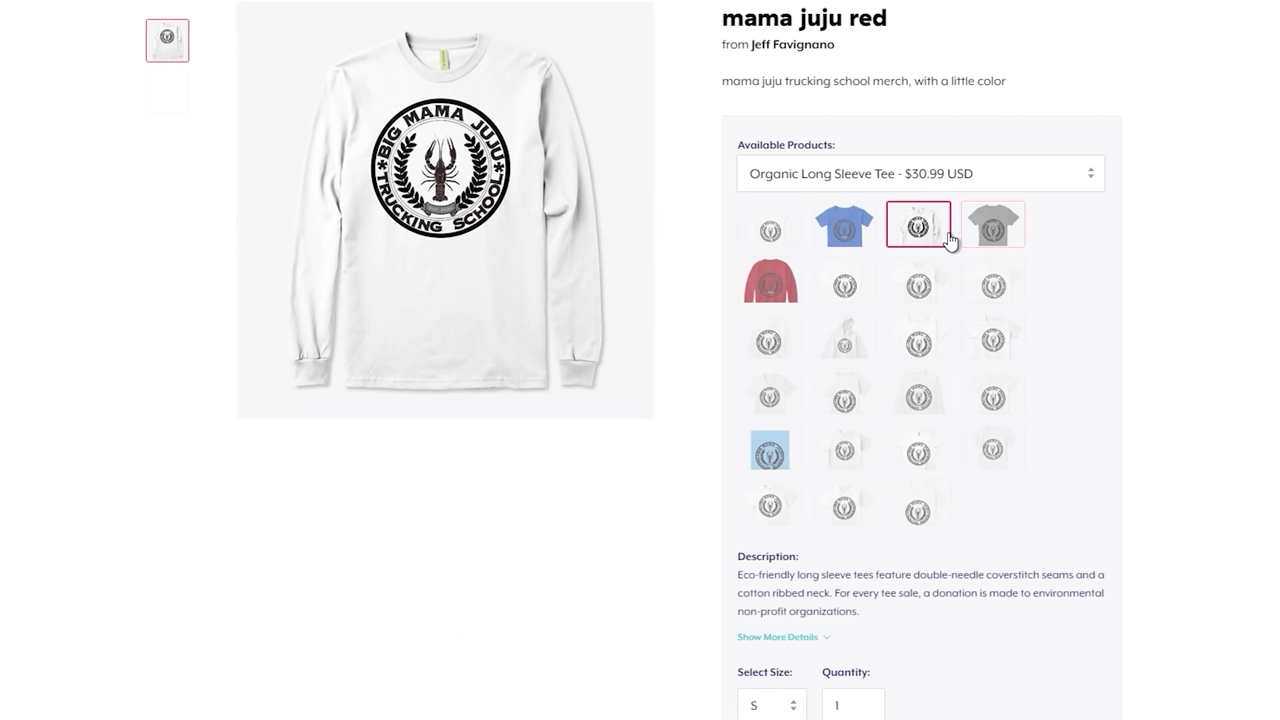 mama juju red
from Jeff Favignano
mama juju trucking school merch, with a little color
BIG MAMA JUJU
TRUCKING SCHOOL
Available Products:
Organic Long Sleeve Tee - $30.99 USD
Description:
Eco-friendly long sleeve tees feature double-needle coverstitch seams and a
cotton ribbed neck. For every tee sale, a donation is made to environmental
non-profit organizations.
Show More Details
Select Size: Quantity:
S 1